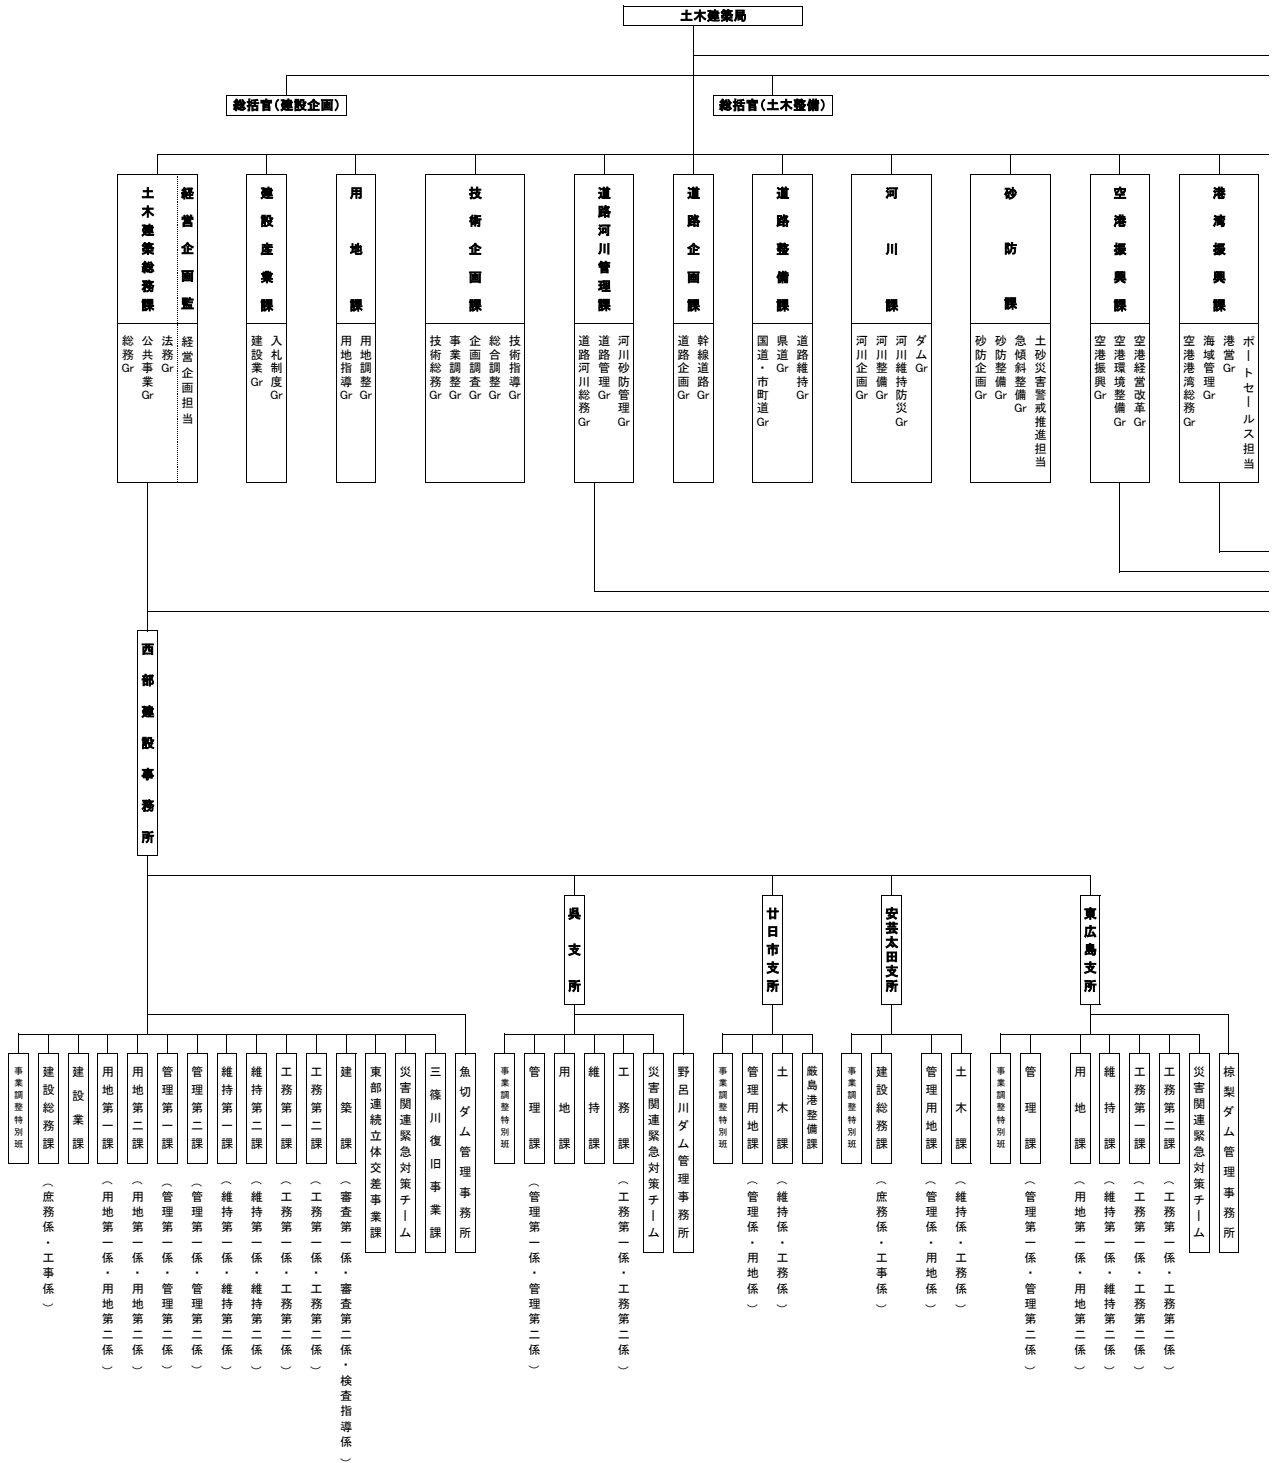 土木建築局
総括官(建設企画)
総括官(土木整備)
土木建築総務課
経営企画監
建設産業課
用地課
技術企画課
道路河川管理課
道路企画課
道路整備課
河川課
砂防課
空港振興課
港湾振興課
総務Gr
公共事業Gr
法務Gr
経営企画担当
建設業Gr
入札制度Gr
用地指導Gr
用地調整Gr
技術総務Gr
事業調整Gr
企画調査Gr
総合調整Gr
技術指導Gr
道路河川総務Gr
道路管理Gr
河川砂防管理Gr
道路企画Gr
幹線道路Gr
国道・市町道Gr
県道Gr
道路維持Gr
河川企画Gr
河川整備Gr
河川維持防災Gr
ダムGr
砂防企画Gr
砂防整備Gr
急傾斜整備Gr
土砂災害警戒推進担当
空港振興Gr
空港環境整備Gr
空港経営改革Gr
空港港湾総務Gr
海域管理Gr
港営Gr
ポートセールス担当
西部建設事務所
呉支所
廿日市支所
安芸太田支所
東広島支所
事業調整特別班
建設総務課
(庶務係・工事係)
建設業課
用地第一課
(用地第一係・用地第二係)
用地第二課
(用地第一係・用地第二係)
管理第一課
(管理第一係・管理第二係)
管理第二課
(管理第一係・管理第二係)
維持第一課
(維持第一係・維持第二係)
維持第二課
(維持第一係・維持第二係)
工務第一課
(工務第一係・工務第二係)
工務第二課
(工務第一係・工務第二係)
建築課
(審査第一係・審査第二係・検査指導係)
東部連続立体交差事業課
災害関連緊急対策チーム
三篠川復旧事業課
魚切ダム管理事務所
事業調整特別班
管理課
(管理第一係・管理第二係)
用地課
維持課
工務課
(工務第一係・工務第二係)
災害関連緊急対策チーム
野呂川ダム管理事務所
事業調整特別班
管理用地課
(管理係・用地係)
土木課
(維持係・工務係)
厳島港整備課
事業調整特別班
建設総務課
(庶務係・工事係)
管理用地課
(管理係・用地係)
土木課
(維持係・工務係)
事業調整特別班
管理課
(管理第一係・管理第二係)
用地課
(用地第一係・用地第二係)
維持課
(維持第一係・維持第二係)
工務第一課
(工務第一係・工務第二係)
工務第二課
(工務第一係・工務第二係)
災害関連緊急対策チーム
椋梨ダム管理事務所